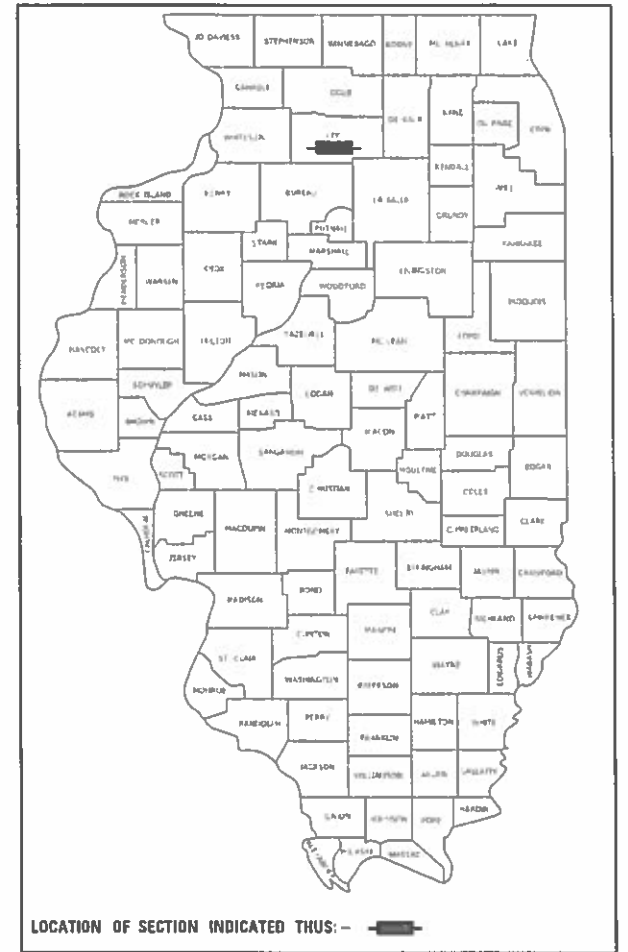 JO DAVIESS STEPHENSON WINNEBAGO BOONE MC HENRY LAKE
CARROLL OGLE
WHITESIDE LEE DE KALB KANE DU PAGE COOK
KENDALL
ROCK ISLAND HENRY BUREAU LA SALLE WILL
MERCER GRUNDY
PUTNAM
STARK MARSHALL KANKAKEE
HENDERSON WARREN KNOX PEORIA WOODFORD LIVINGSTON IROQUOIS
HANCOCK MC DONOUGH FULTON TAZEWELL MC LEAN FORD
SCHUYLER MASON
ADAMS LOGAN DE WITT CHAMPAIGN VERMILION
BROWN CASS MENARD PIATT
MACON
MORGAN SANGAMON DOUGLAS
PIKE SCOTT MOULTRIE EDGAR
CHRISTIAN COLES
GREENE SHELBY
CALHOUN MACOUPIN MONTGOMERY CUMBERLAND CLARK
JERSEY
FAYETTE EFFINGHAM JASPER CRAWFORD
MADISON BOND
CLAY RICHLAND LAWRENCE
CLINTON MARION
ST. CLAIR WAYNE EDWARDS WABASH
WASHINGTON JEFFERSON
MONROE
RANDOLPH PERRY HAMILTON WHITE
FRANKLIN
JACKSON WILLIAMSON SALINE GALLATIN
UNION JOHNSON POPE HARDIN
PULASKI MASSAC
LOCATION OF SECTION INDICATED THUS: –